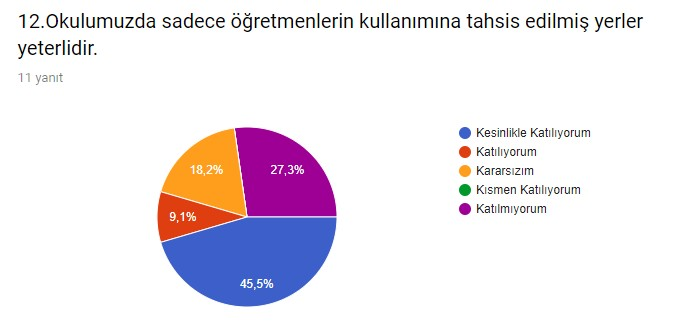 12.Okulumuzda sadece öğretmenlerin kullanımına tahsis edilmiş yerler
yeterlidir.
11 yanıt
Kesinlikle Katılıyorum
Katılıyorum
Kararsızım
Kısmen Katılıyorum
Katılmıyorum
18,2%
27,3%
9,1%
45,5%